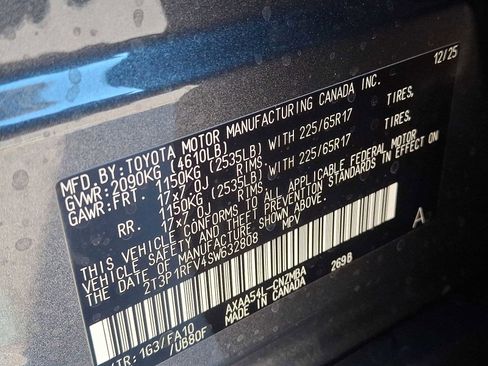 MFD.BY:TOYOTA MOTOR MANUFACTURING CANADA INC. 12/25
GVWR:2090KG (4610LB)
GAWR:FRT. 1150KG (2535LB) WITH 225/65R17 TIRES,
17x7.0J RIMS,
RR. 1150KG (2535LB) WITH 225/65R17 TIRES,
17x7.0J RIMS,
THIS VEHICLE CONFORMS TO ALL APPLICABLE FEDERAL MOTOR
VEHICLE SAFETY AND THEFT PREVENTION STANDARDS IN EFFECT ON
THE DATE OF MANUFACTURE SHOWN ABOVE.
2T3P1RFV4SW632808 MPV A
AXAA54L-CNZMBA
MADE IN CANADA 269B
/TR:1G3/FA10
/UB80F